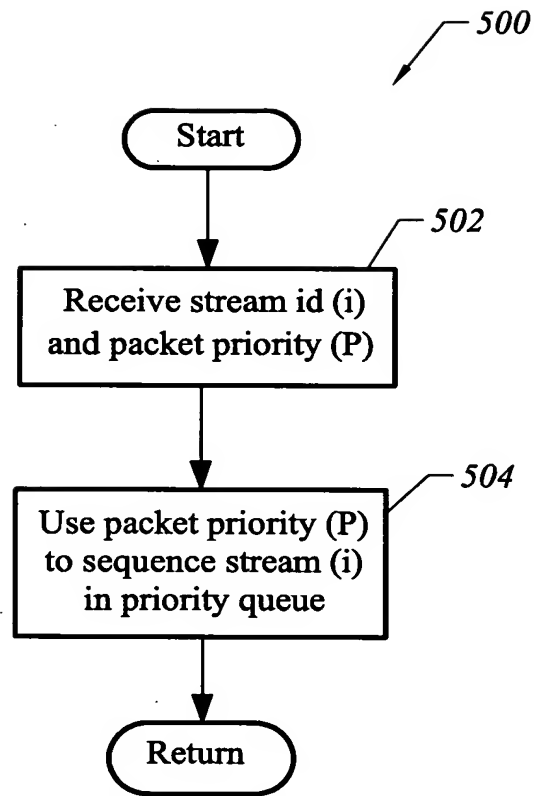 500
Start
502
Receive stream id (i)
and packet priority (P)
504
Use packet priority (P)
to sequence stream (i)
in priority queue
Return